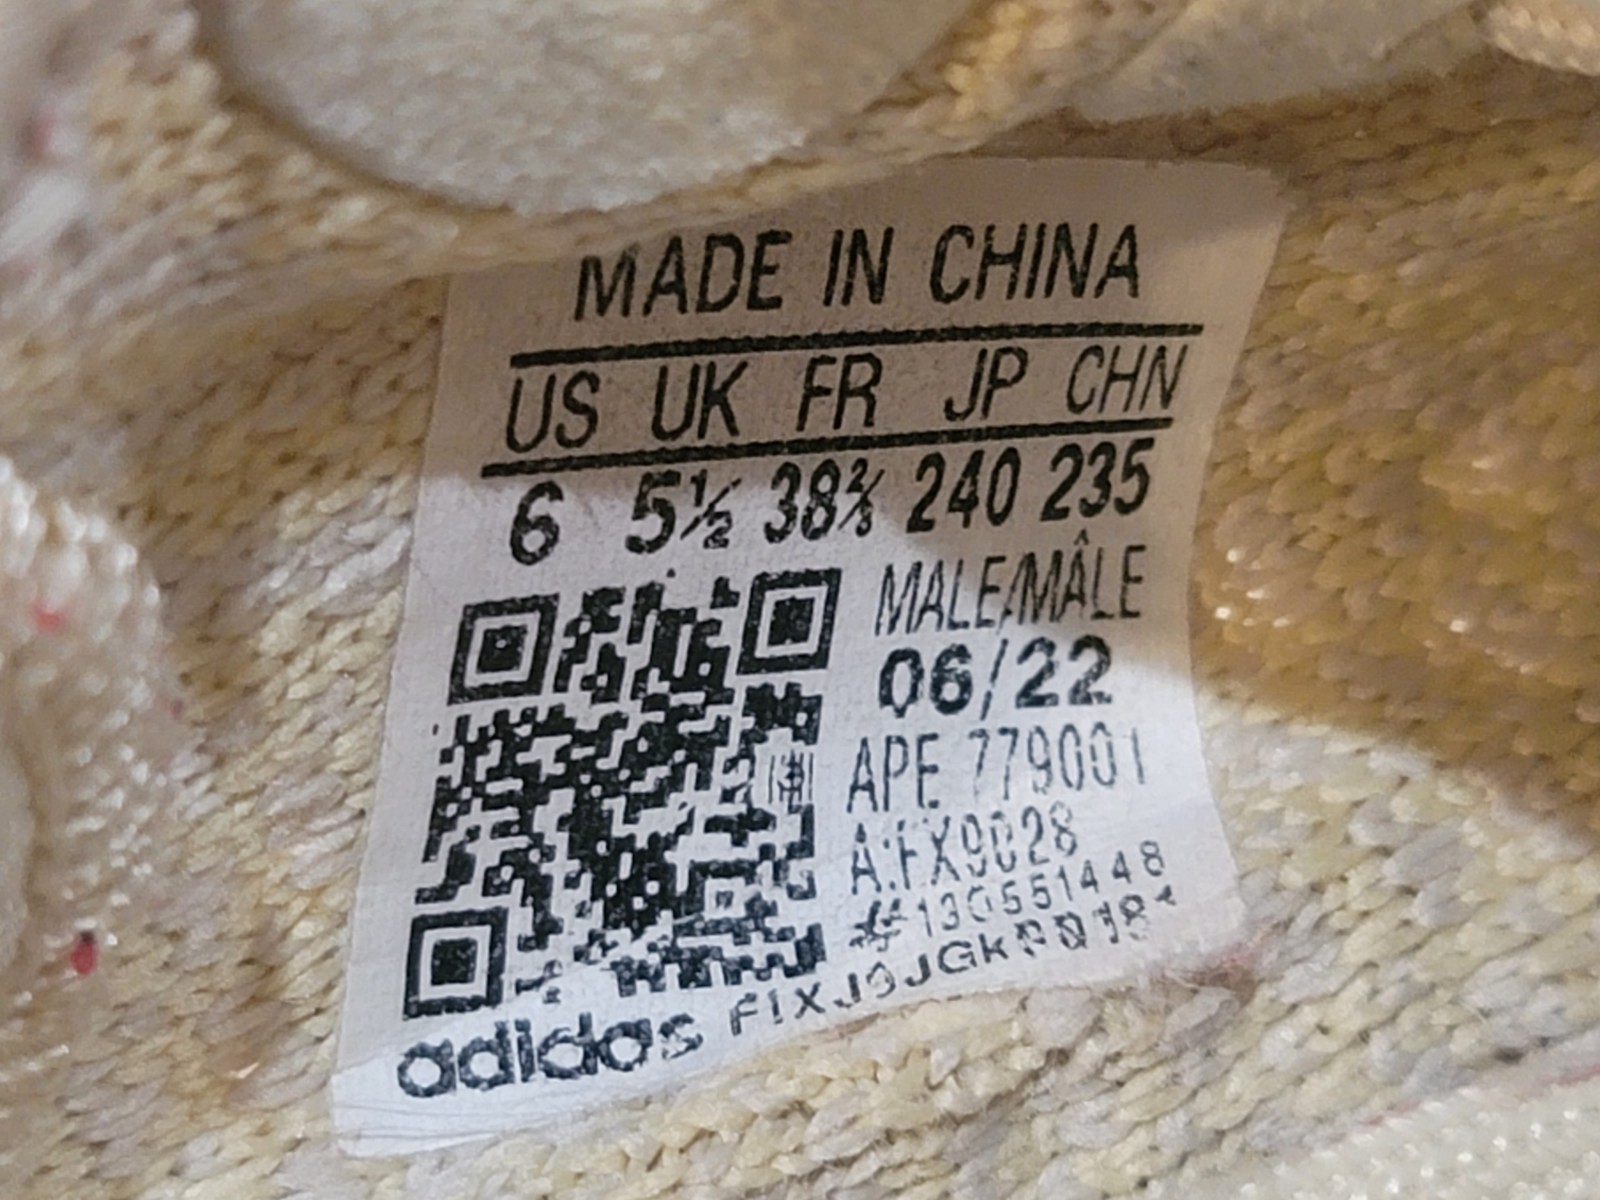 MADE IN CHINA
US UK FR JP CHN
6 5½ 38⅔ 240 235
MALE/MÂLE
06/22
APE 779001
A:FX9028
130551448
adidas